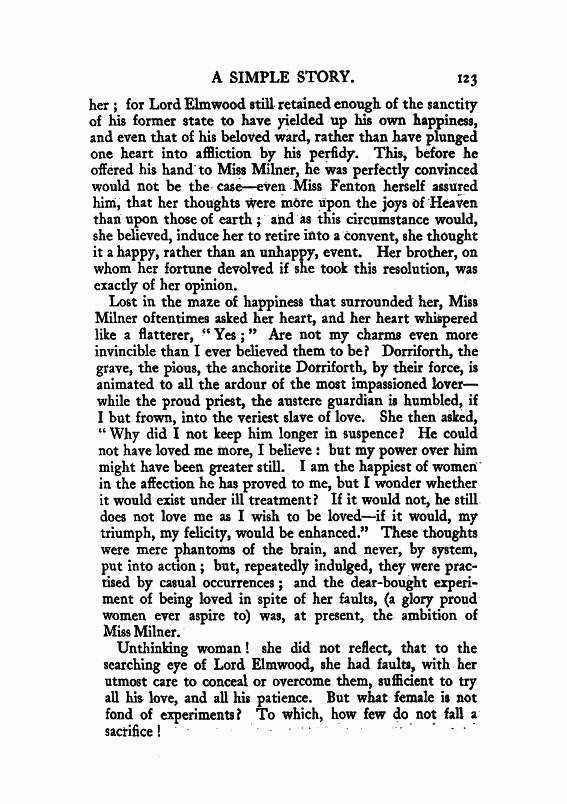 A SIMPLE STORY. 123
her ; for Lord Elmwood still retained enough of the sanctity
of his former state to have yielded up his own happiness,
and even that of his beloved ward, rather than have plunged
one heart into affliction by his perfidy. This, before he
offered his hand to Miss Milner, he was perfectly convinced
would not be the case—even Miss Fenton herself assured
him, that her thoughts were more upon the joys of Heaven
than upon those of earth ; and as this circumstance would,
she believed, induce her to retire into a convent, she thought
it a happy, rather than an unhappy, event. Her brother, on
whom her fortune devolved if she took this resolution, was
exactly of her opinion.
Lost in the maze of happiness that surrounded her, Miss
Milner oftentimes asked her heart, and her heart whispered
like a flatterer, “ Yes ; ” Are not my charms even more
invincible than I ever believed them to be? Dorriforth, the
grave, the pious, the anchorite Dorriforth, by their force, is
animated to all the ardour of the most impassioned lover—
while the proud priest, the austere guardian is humbled, if
I but frown, into the veriest slave of love. She then asked,
“ Why did I not keep him longer in suspence? He could
not have loved me more, I believe : but my power over him
might have been greater still. I am the happiest of women
in the affection he has proved to me, but I wonder whether
it would exist under ill treatment? If it would not, he still
does not love me as I wish to be loved—if it would, my
triumph, my felicity, would be enhanced.” These thoughts
were mere phantoms of the brain, and never, by system,
put into action ; but, repeatedly indulged, they were prac-
tised by casual occurrences ; and the dear-bought experi-
ment of being loved in spite of her faults, (a glory proud
women ever aspire to) was, at present, the ambition of
Miss Milner.
Unthinking woman ! she did not reflect, that to the
searching eye of Lord Elmwood, she had faults, with her
utmost care to conceal or overcome them, sufficient to try
all his love, and all his patience. But what female is not
fond of experiments? To which, how few do not fall a
sacrifice !